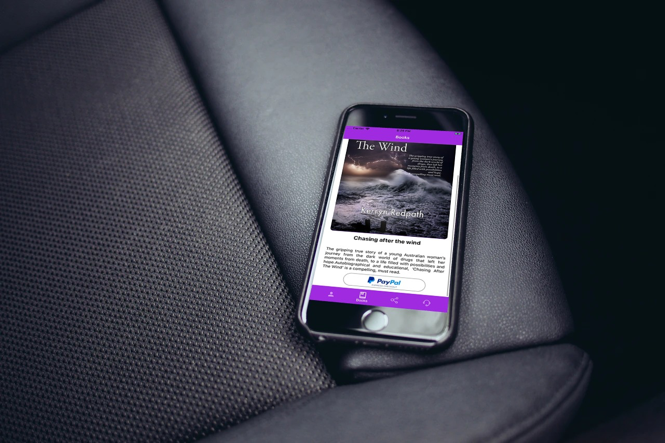 Books
The Wind
Kerryn Redpath
Chasing after the wind
The gripping true story of a young Australian woman's
journey from the dark world of drugs that left her
moments from death, to a life filled with possibilities and
hope.Autobiographical and educational, 'Chasing After
The Wind' is a compelling, must read.
PayPal
Books